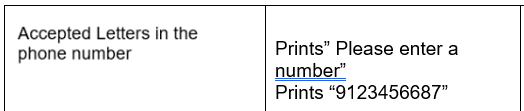 Accepted Letters in the
phone number
Prints” Please enter a
number”
Prints “9123456687”